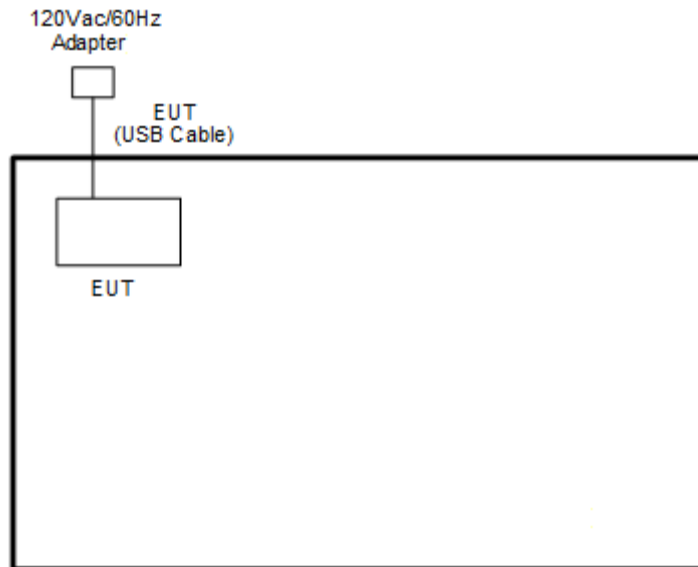 120Vac/60Hz
Adapter
EUT
(USB Cable)
EUT